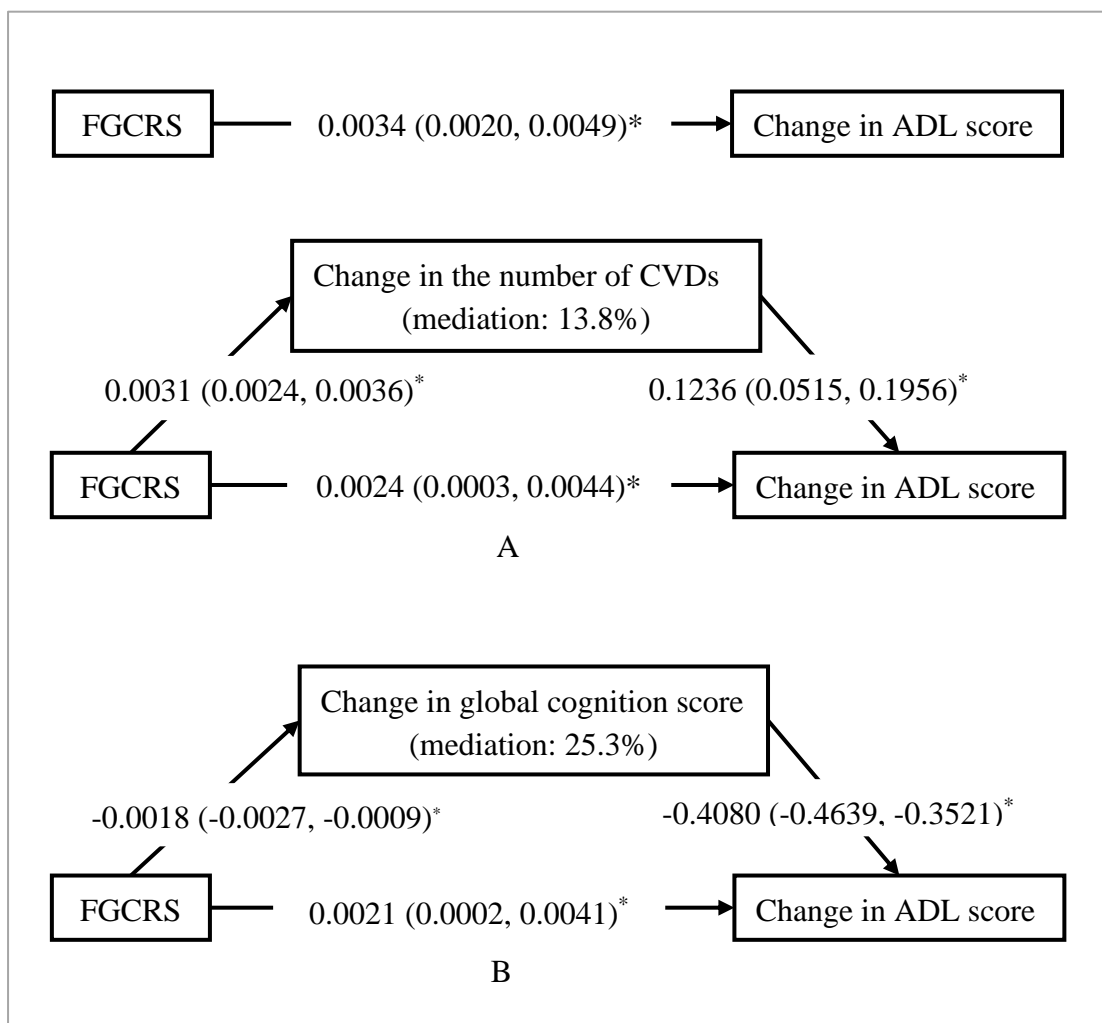 FGCRS 0.0034 (0.0020, 0.0049)* Change in ADL score
Change in the number of CVDs
(mediation: 13.8%)
0.0031 (0.0024, 0.0036)* 0.1236 (0.0515, 0.1956)*
FGCRS 0.0024 (0.0003, 0.0044)* Change in ADL score
A
Change in global cognition score
(mediation: 25.3%)
-0.0018 (-0.0027, -0.0009)* -0.4080 (-0.4639, -0.3521)*
FGCRS 0.0021 (0.0002, 0.0041)* Change in ADL score
B